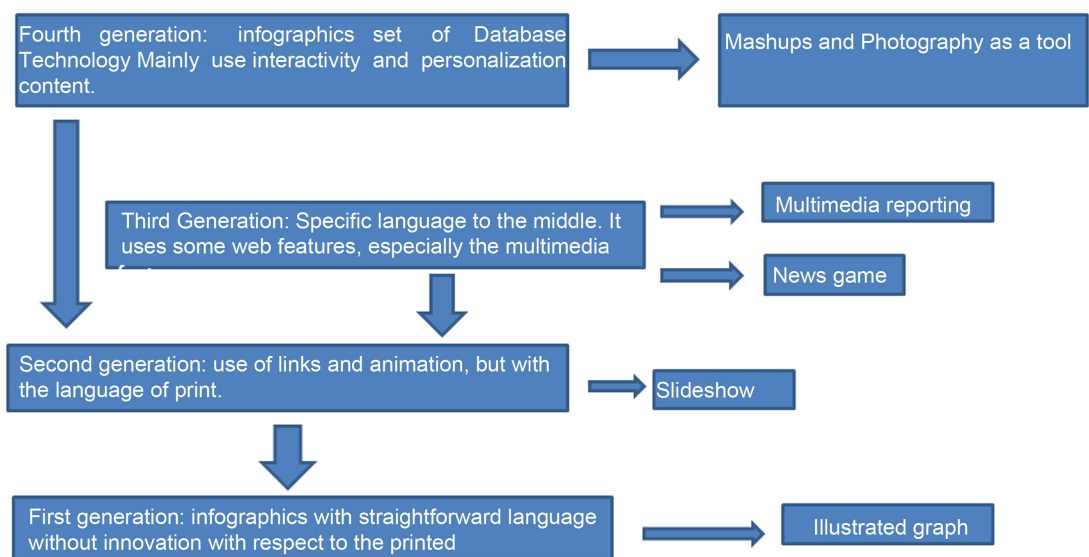 Fourth generation: infographics set of Database
Technology Mainly use interactivity and personalization
content.
Mashups and Photography as a tool
Third Generation: Specific language to the middle. It
uses some web features, especially the multimedia
Multimedia reporting
News game
Second generation: use of links and animation, but with
the language of print.
Slideshow
First generation: infographics with straightforward language
without innovation with respect to the printed
Illustrated graph